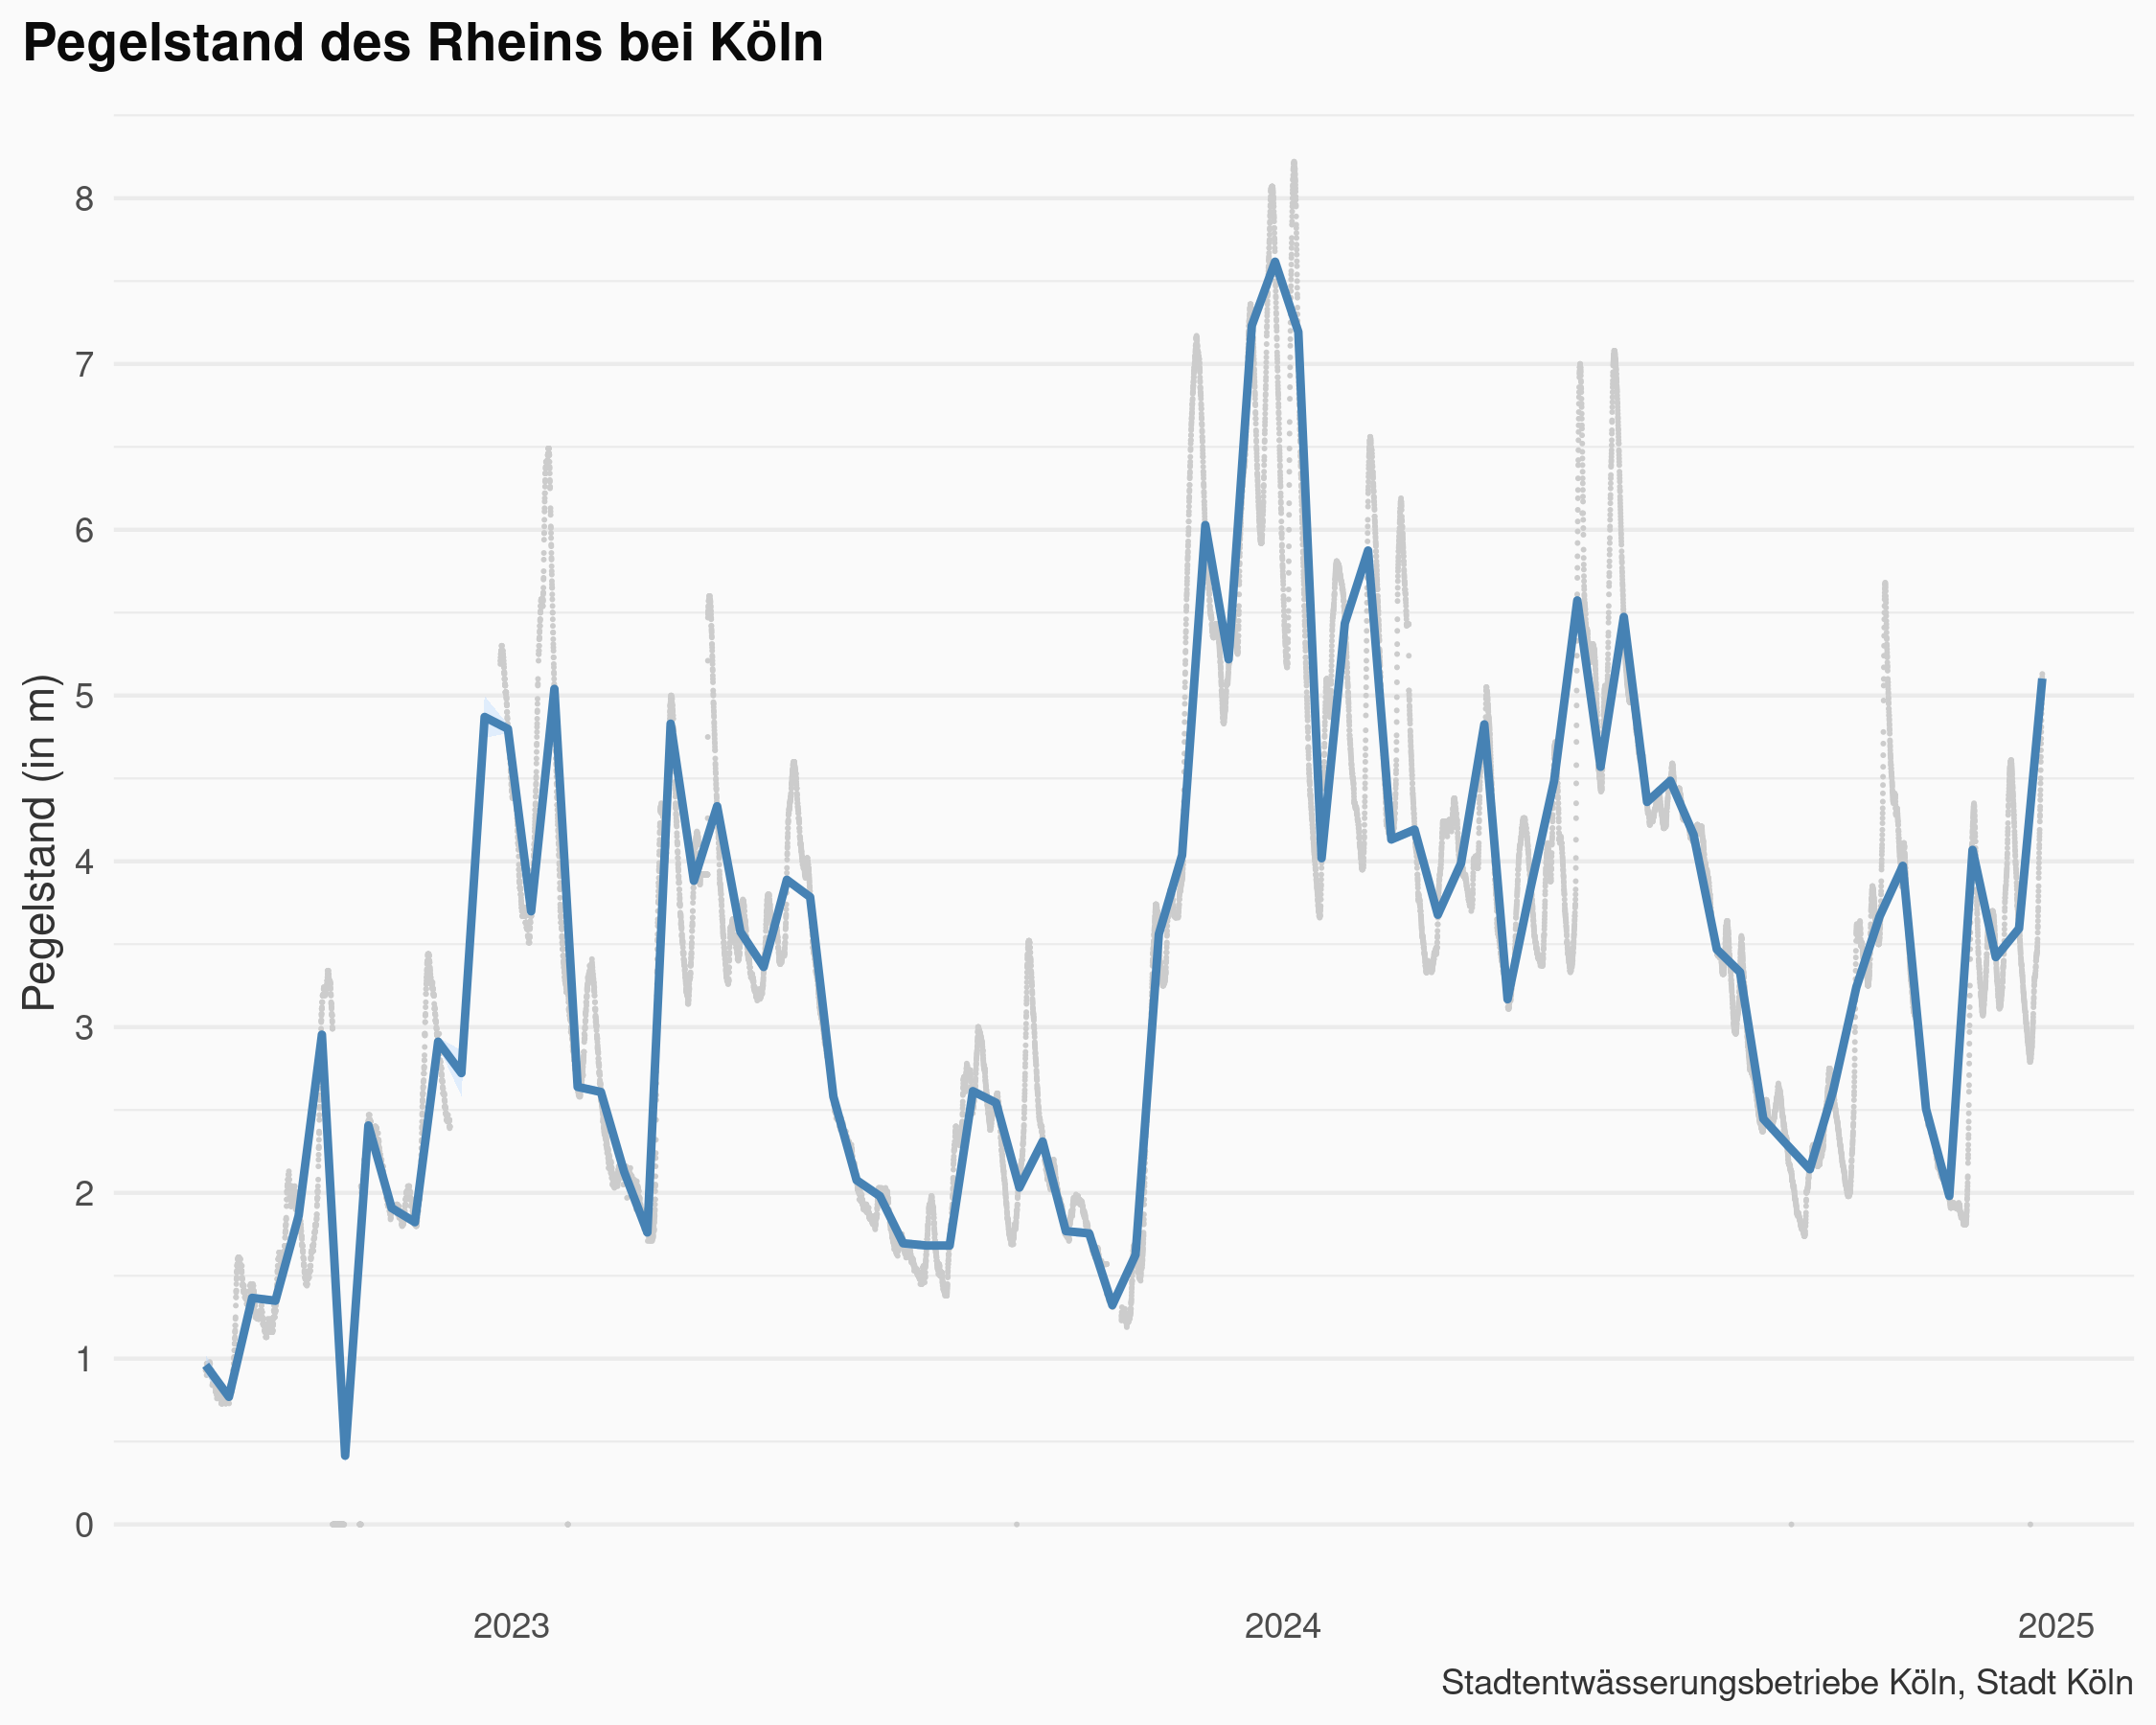 Pegelstand des Rheins bei Köln
Pegelstand (in m)
8
7
6
5
4
3
2
1
0
2023 2024 2025
Stadtentwässerungsbetriebe Köln, Stadt Köln